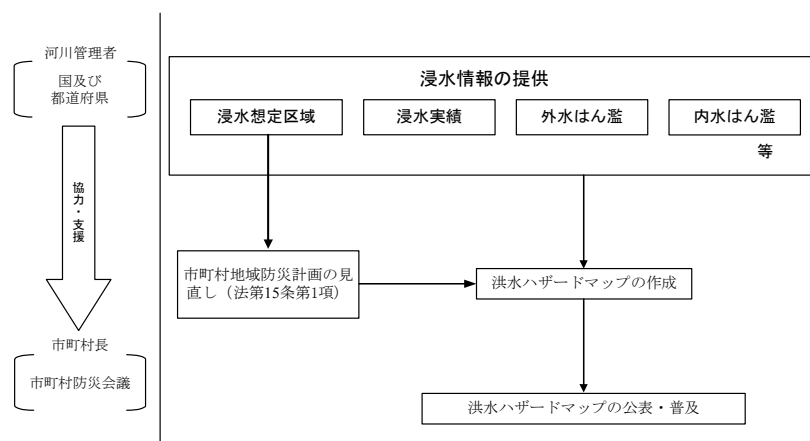 河川管理者
国及び
都道府県
協力・支援
市町村長
市町村防災会議
浸水情報の提供
浸水想定区域
浸水実績
外水はん濫
内水はん濫
等
市町村地域防災計画の見
直し（法第15条第1項）
洪水ハザードマップの作成
洪水ハザードマップの公表・普及